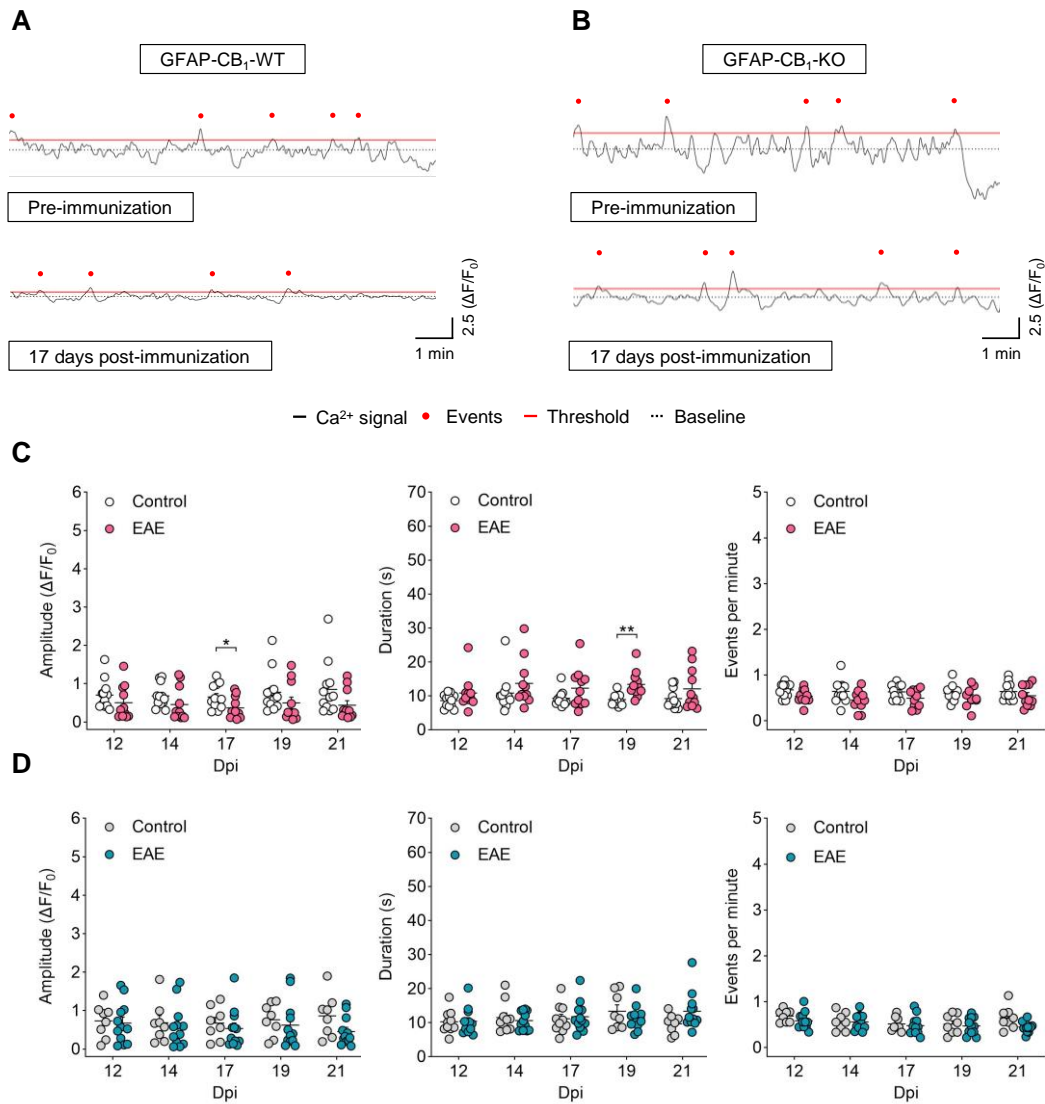 A
B
GFAP-CB₁-WT
GFAP-CB₁-KO
Pre-immunization
Pre-immunization
17 days post-immunization
1 min
2.5 (ΔF/F₀)
17 days post-immunization
1 min
2.5 (ΔF/F₀)
Ca²⁺ signal Events Threshold Baseline
C
Amplitude (ΔF/F₀)
6
5
4
3
2
1
0
Control
EAE
*
12 14 17 19 21
Dpi
Duration (s)
70
60
50
40
30
20
10
0
Control
EAE
**
12 14 17 19 21
Dpi
Events per minute
5
4
3
2
1
0
Control
EAE
12 14 17 19 21
Dpi
D
Amplitude (ΔF/F₀)
6
5
4
3
2
1
0
Control
EAE
12 14 17 19 21
Dpi
Duration (s)
70
60
50
40
30
20
10
0
Control
EAE
12 14 17 19 21
Dpi
Events per minute
5
4
3
2
1
0
Control
EAE
12 14 17 19 21
Dpi